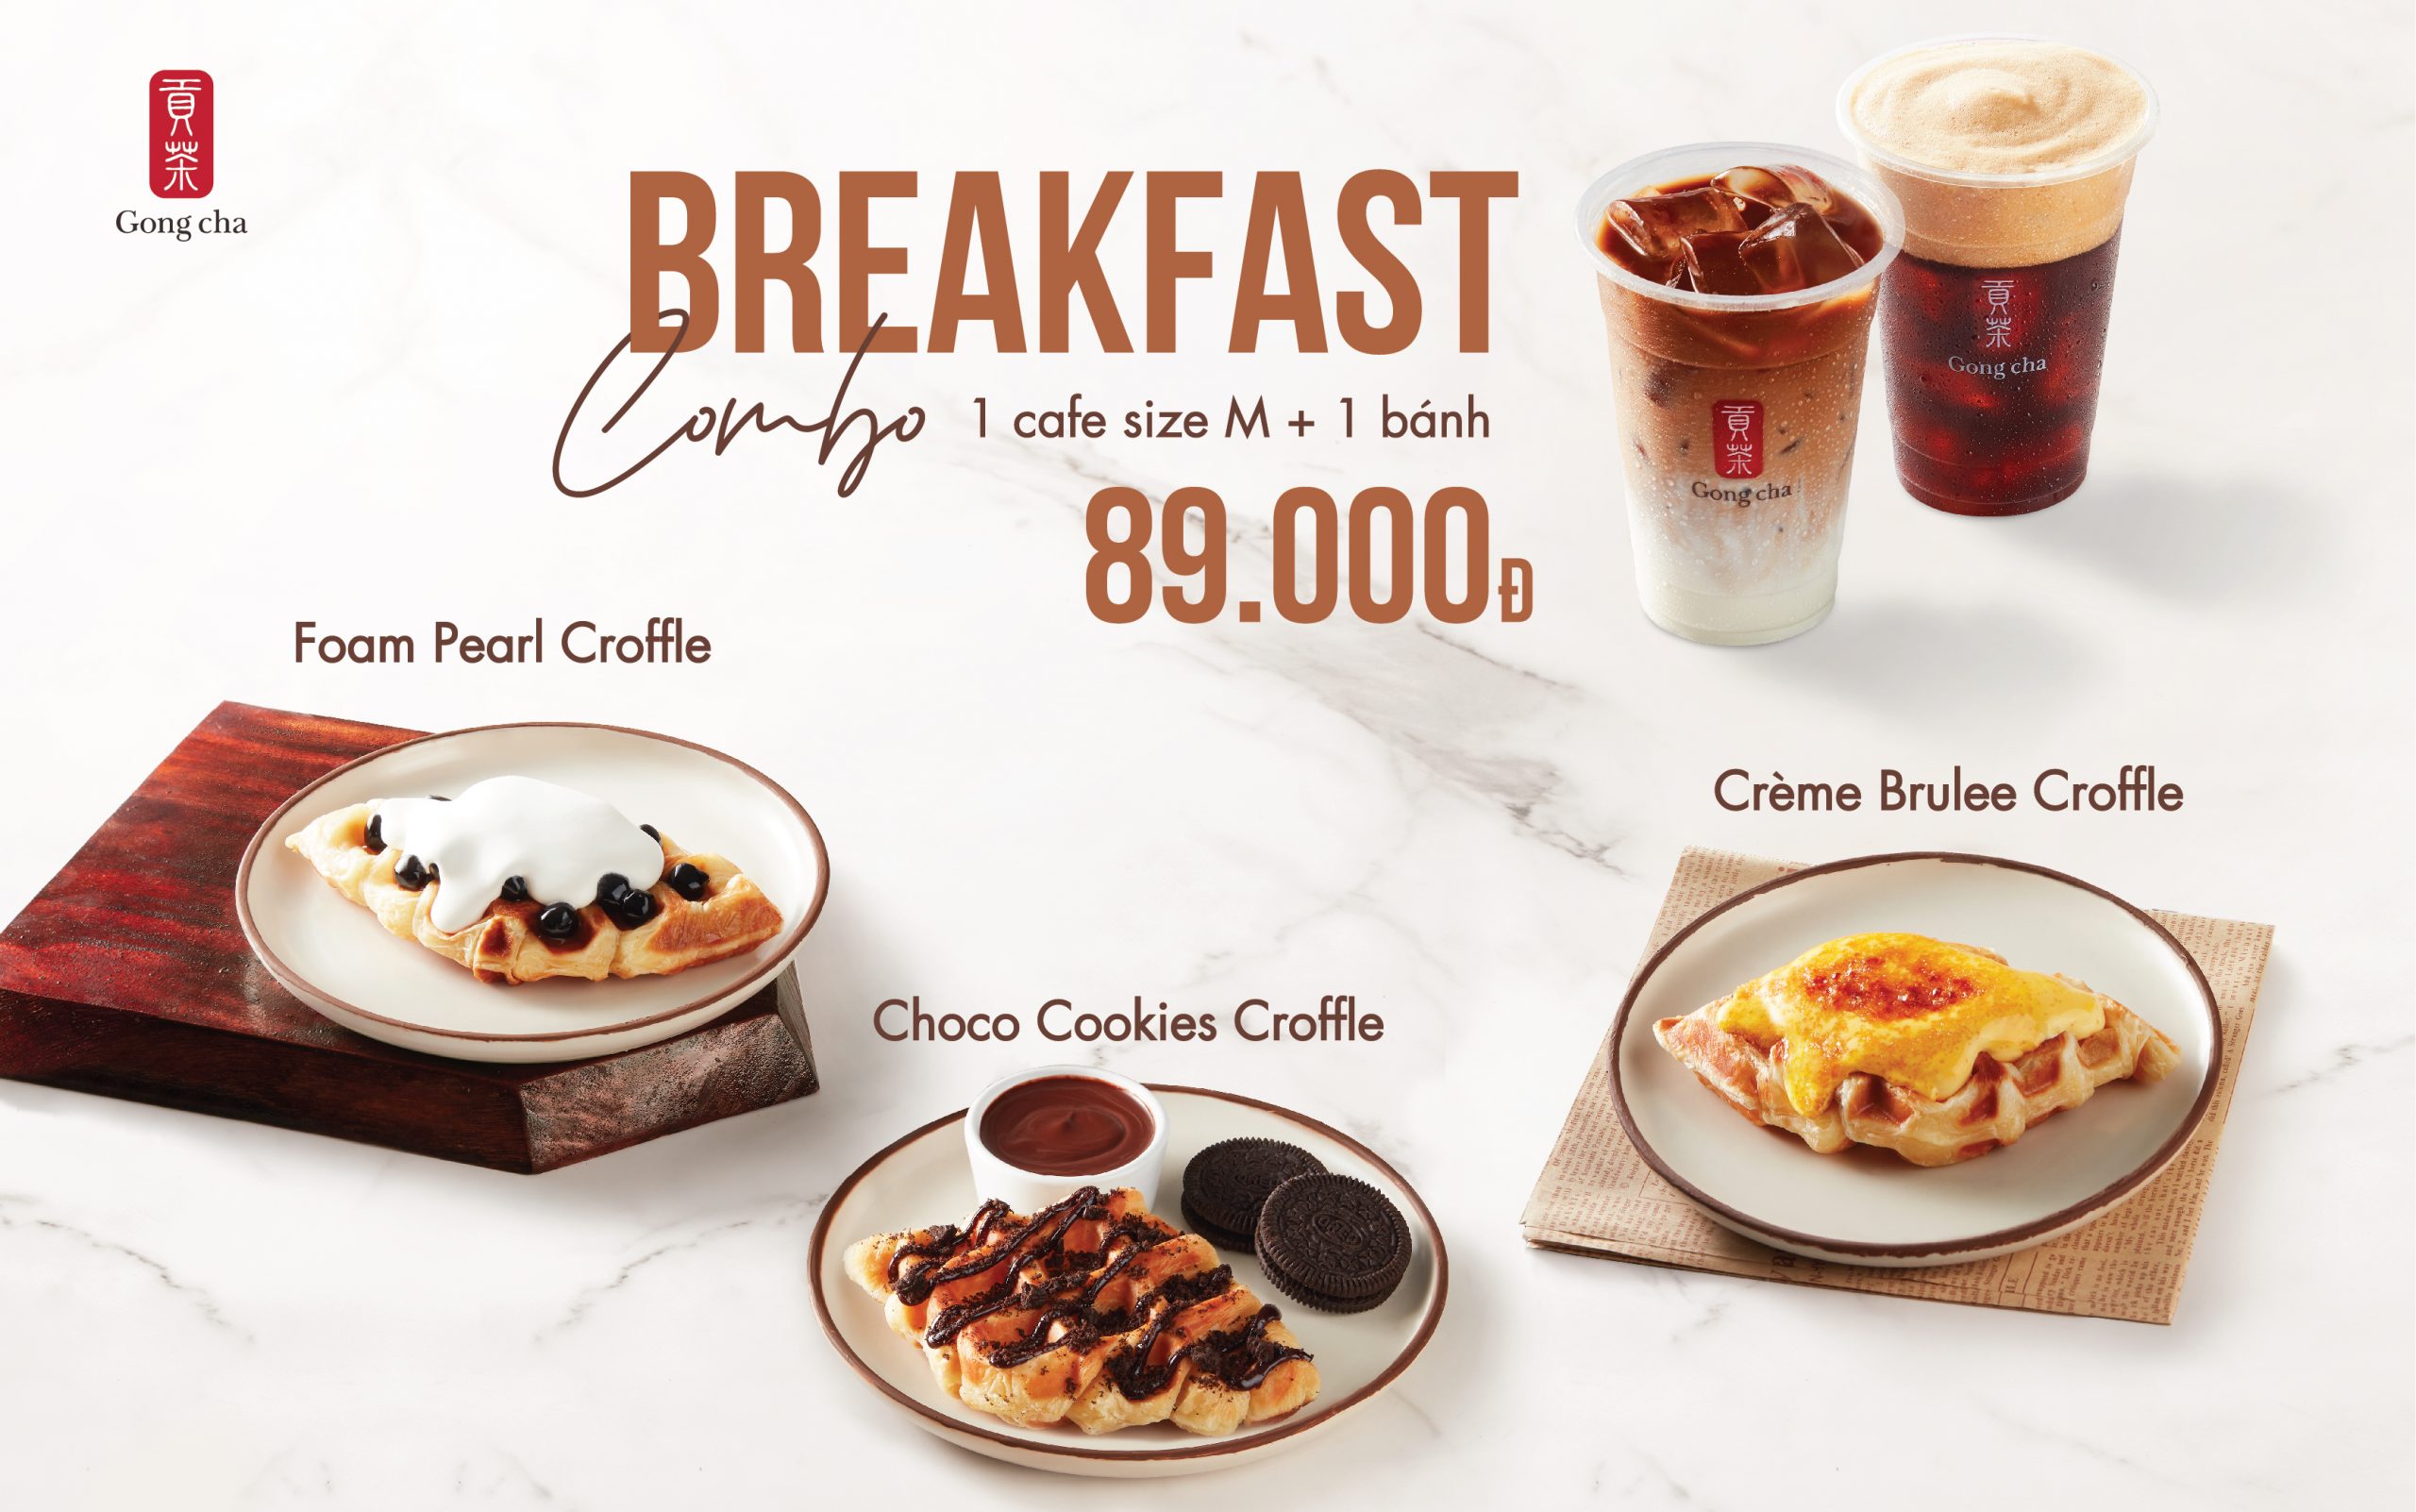 貢茶
Gong cha
BREAKFAST
Combo
1 cafe size M + 1 bánh
89.000Đ
貢茶
Gong cha
貢茶
Gong cha
Foam Pearl Croffle
Crème Brulee Croffle
Choco Cookies Croffle